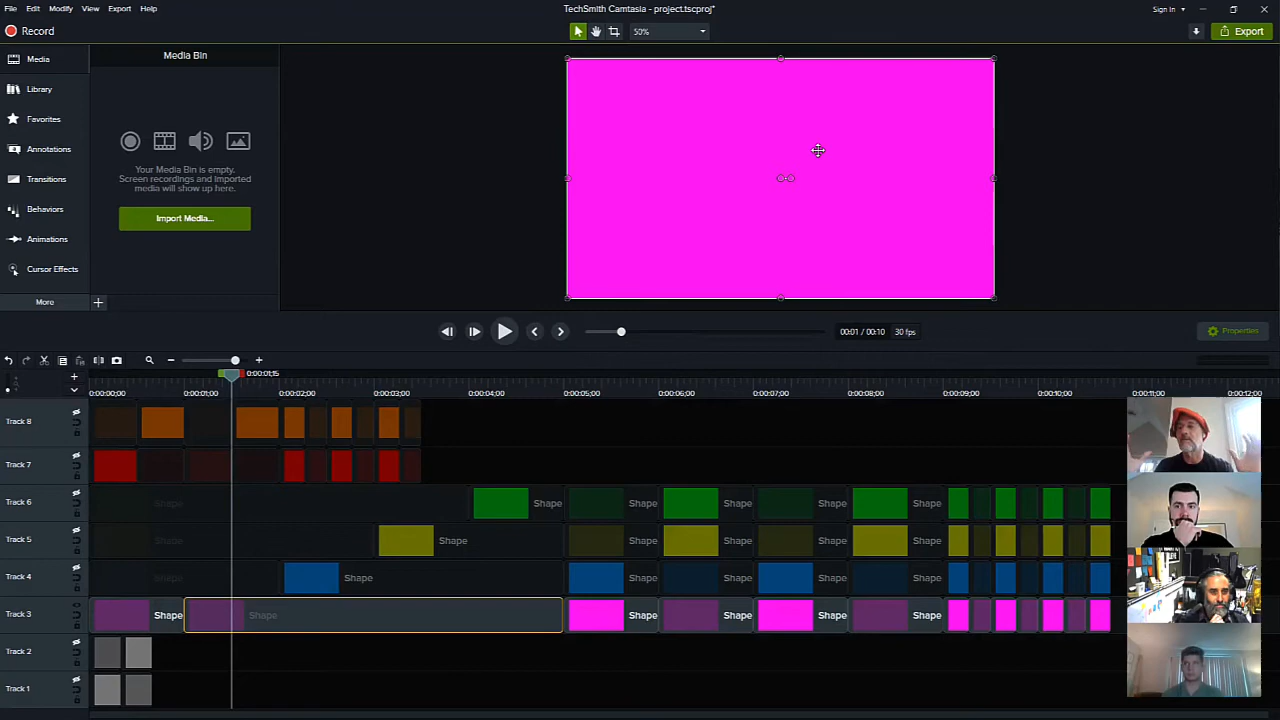 File Edit Modify View Export Help
TechSmith Camtasia - project.tscproj*
Sign In
Record
50%
Export
Media
Media Bin
Library
Favorites
Annotations
Transitions
Your Media Bin is empty.
Screen recordings and imported
media will show up here.
Behaviors
Import Media...
Animations
Cursor Effects
More
00:01 / 00:10
30 fps
Properties
0:00:01;15
0:00:00;00 0:00:01;00 0:00:02;00 0:00:03;00 0:00:04;00 0:00:05;00 0:00:06;00 0:00:07;00 0:00:08;00 0:00:09;00 0:00:10;00 0:00:11;00 0:00:12;00
Track 8
Track 7
Track 6 Shape Shape Shape Shape Shape Shape
Track 5 Shape Shape Shape Shape Shape Shape
Track 4 Shape Shape Shape Shape Shape Shape
Track 3 Shape Shape Shape Shape Shape Shape
Track 2
Track 1